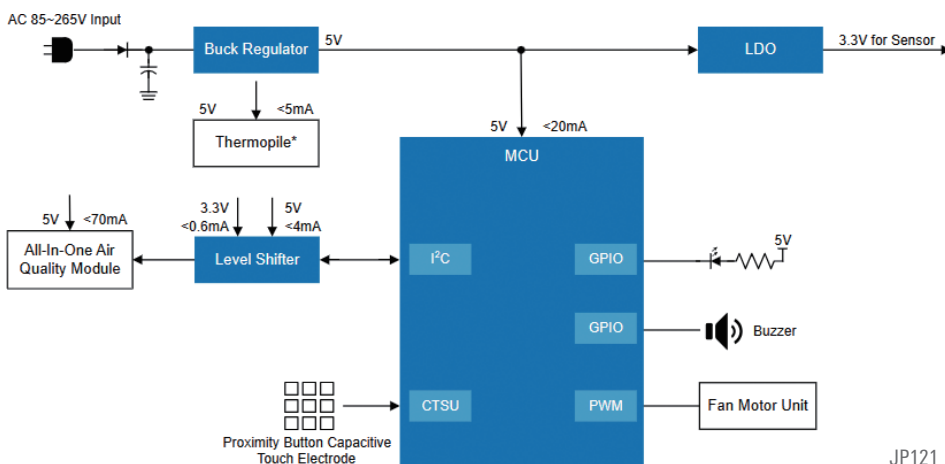 AC 85~265V Input
Buck Regulator
5V
LDO
3.3V for Sensor
5V <5mA
Thermopile*
5V <20mA
MCU
5V <70mA
All-In-One Air
Quality Module
3.3V
<0.6mA
5V
<4mA
Level Shifter
I²C
GPIO
5V
GPIO
Buzzer
CTSU
PWM
Fan Motor Unit
Proximity Button Capacitive
Touch Electrode
JP121